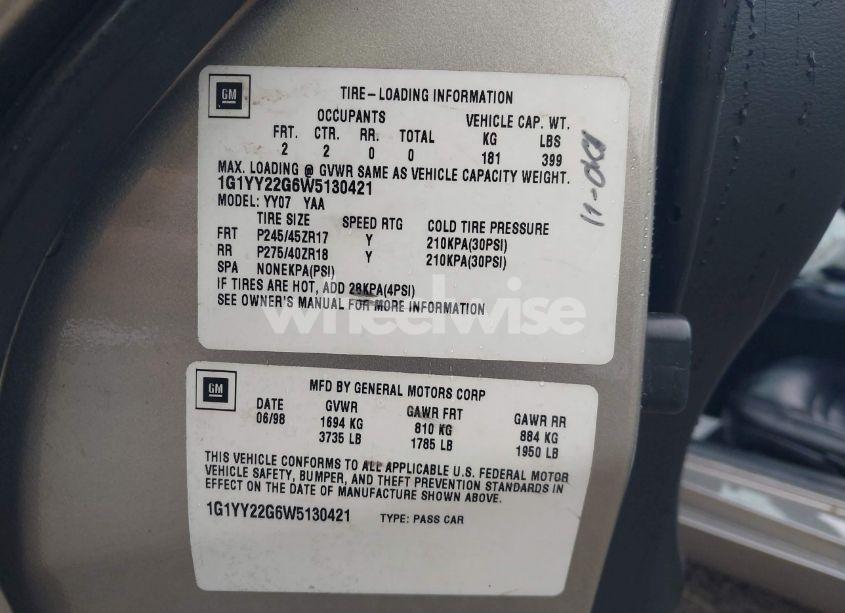 GM
TIRE-LOADING INFORMATION
OCCUPANTS VEHICLE CAP. WT.
FRT. CTR. RR. TOTAL KG LBS
2 2 0 0 181 399
MAX. LOADING @ GVWR SAME AS VEHICLE CAPACITY WEIGHT.
1G1YY22G6W5130421
MODEL: YY07 YAA
TIRE SIZE SPEED RTG COLD TIRE PRESSURE
FRT P245/45ZR17 Y 210KPA(30PSI)
RR P275/40ZR18 Y 210KPA(30PSI)
SPA NONEKPA(PSI)
IF TIRES ARE HOT, ADD 28KPA(4PSI)
SEE OWNER'S MANUAL FOR MORE INFORMATION
wheelwise
GM
MFD BY GENERAL MOTORS CORP
DATE GVWR GAWR FRT GAWR RR
06/98 1694 KG 810 KG 884 KG
3735 LB 1785 LB 1950 LB
THIS VEHICLE CONFORMS TO ALL APPLICABLE U.S. FEDERAL MOTOR
VEHICLE SAFETY, BUMPER, AND THEFT PREVENTION STANDARDS IN
EFFECT ON THE DATE OF MANUFACTURE SHOWN ABOVE.
1G1YY22G6W5130421 TYPE: PASS CAR